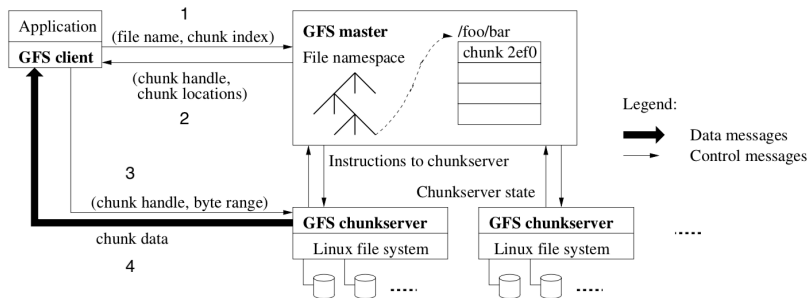 1
Application
GFS client
(file name, chunk index)
(chunk handle,
chunk locations)
2
GFS master
File namespace
/foo/bar
chunk 2ef0
Legend:
Data messages
Control messages
Instructions to chunkserver
Chunkserver state
3
(chunk handle, byte range)
chunk data
4
GFS chunkserver
Linux file system
GFS chunkserver
Linux file system